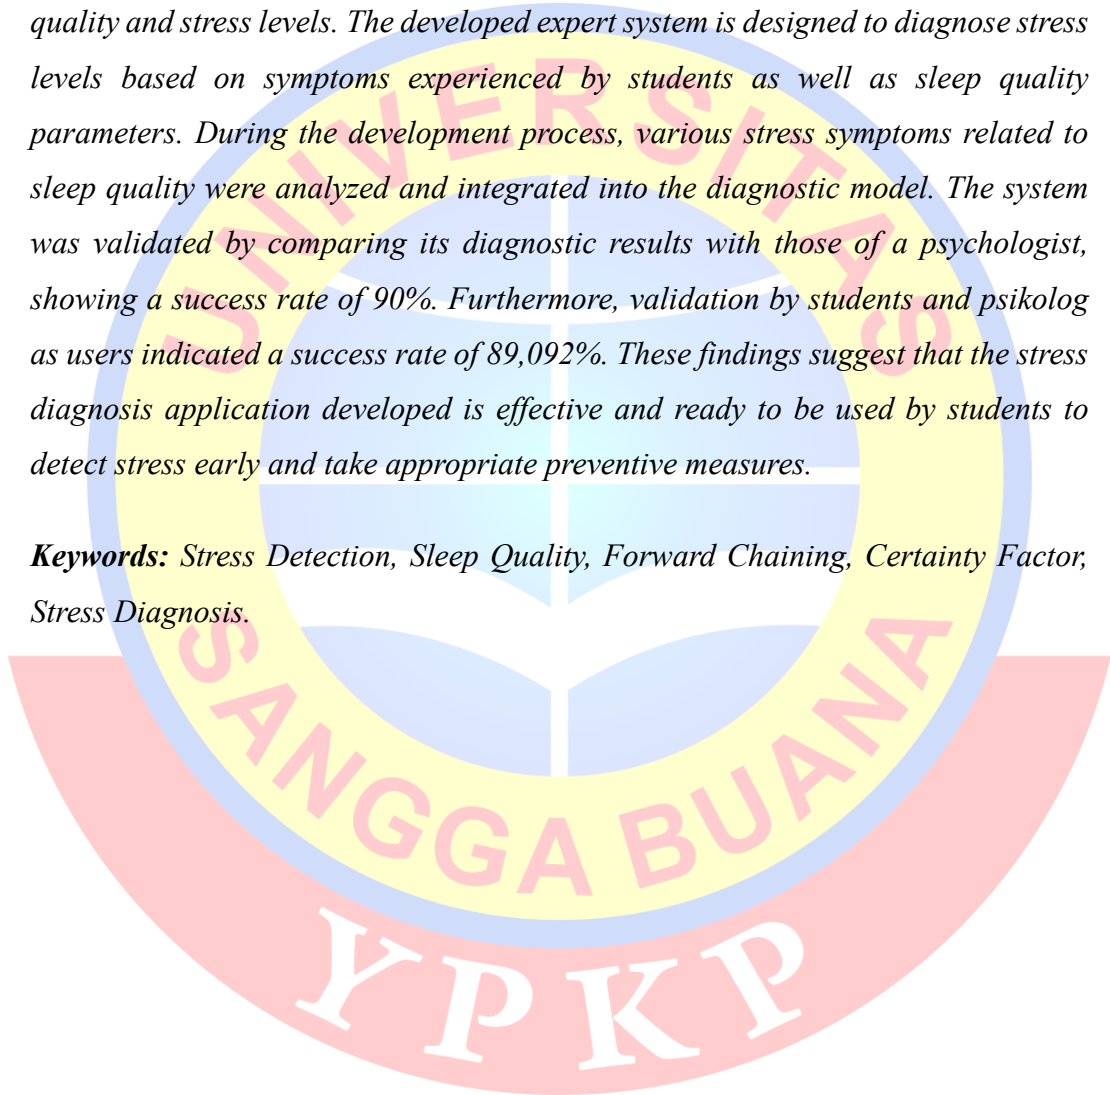 quality and stress levels. The developed expert system is designed to diagnose stress
levels based on symptoms experienced by students as well as sleep quality
parameters. During the development process, various stress symptoms related to
sleep quality were analyzed and integrated into the diagnostic model. The system
was validated by comparing its diagnostic results with those of a psychologist,
showing a success rate of 90%. Furthermore, validation by students and psikolog
as users indicated a success rate of 89,092%. These findings suggest that the stress
diagnosis application developed is effective and ready to be used by students to
detect stress early and take appropriate preventive measures.
Keywords: Stress Detection, Sleep Quality, Forward Chaining, Certainty Factor,
Stress Diagnosis.
UNIVERSITAS
SANGGA BUANA
YPKP